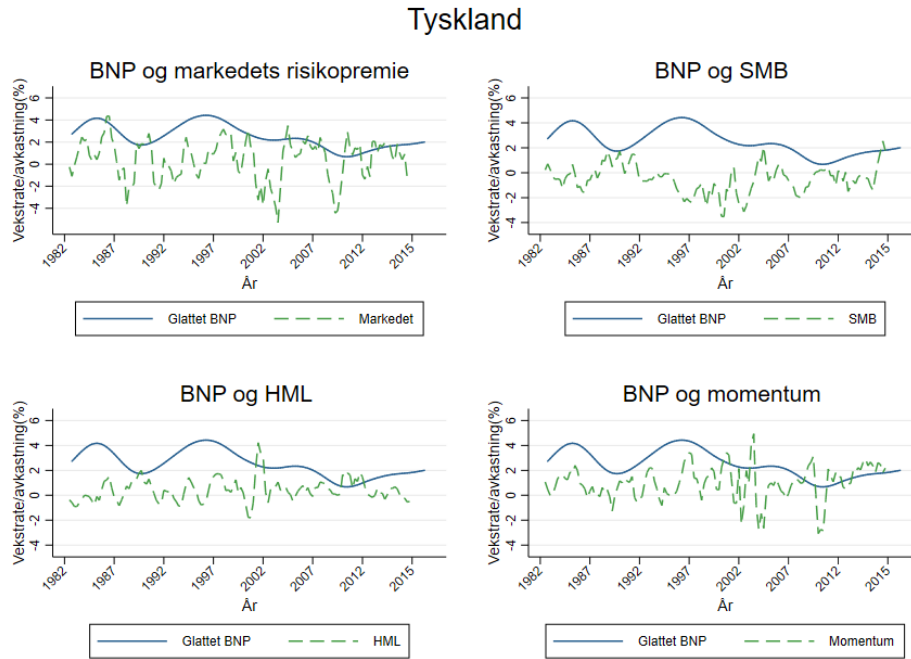 Tyskland
BNP og markedets risikopremie
Vekstrate/avkastning(%)
6
4
2
0
-2
-4
1982
1987
1992
1997
2002
2007
2012
2015
År
Glattet BNP
Markedet
BNP og SMB
Vekstrate/avkastning(%)
6
4
2
0
-2
-4
1982
1987
1992
1997
2002
2007
2012
2015
År
Glattet BNP
SMB
BNP og HML
Vekstrate/avkastning(%)
6
4
2
0
-2
-4
1982
1987
1992
1997
2002
2007
2012
2015
År
Glattet BNP
HML
BNP og momentum
Vekstrate/avkastning(%)
6
4
2
0
-2
-4
1982
1987
1992
1997
2002
2007
2012
2015
År
Glattet BNP
Momentum